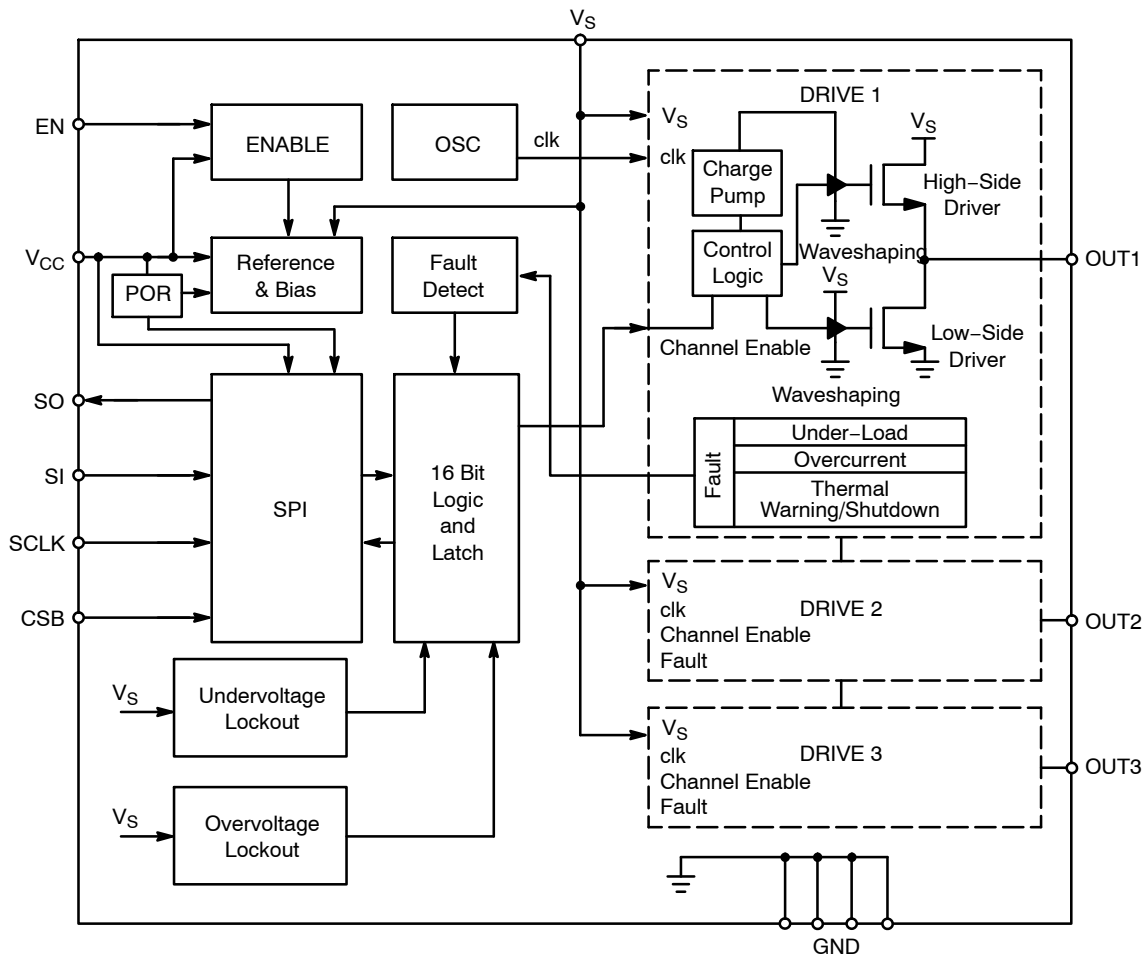 VS
EN
ENABLE
OSC
clk
VCC
POR
Reference
& Bias
Fault
Detect
SO
SI
SCLK
CSB
SPI
16 Bit
Logic
and
Latch
VS
Undervoltage
Lockout
VS
Overvoltage
Lockout
DRIVE 1
VS
clk
Charge
Pump
Control
Logic
VS
High−Side
Driver
Waveshaping
VS
OUT1
Low−Side
Driver
Channel Enable
Waveshaping
Fault
Under−Load
Overcurrent
Thermal
Warning/Shutdown
DRIVE 2
VS
clk
Channel Enable
Fault
OUT2
DRIVE 3
VS
clk
Channel Enable
Fault
OUT3
GND